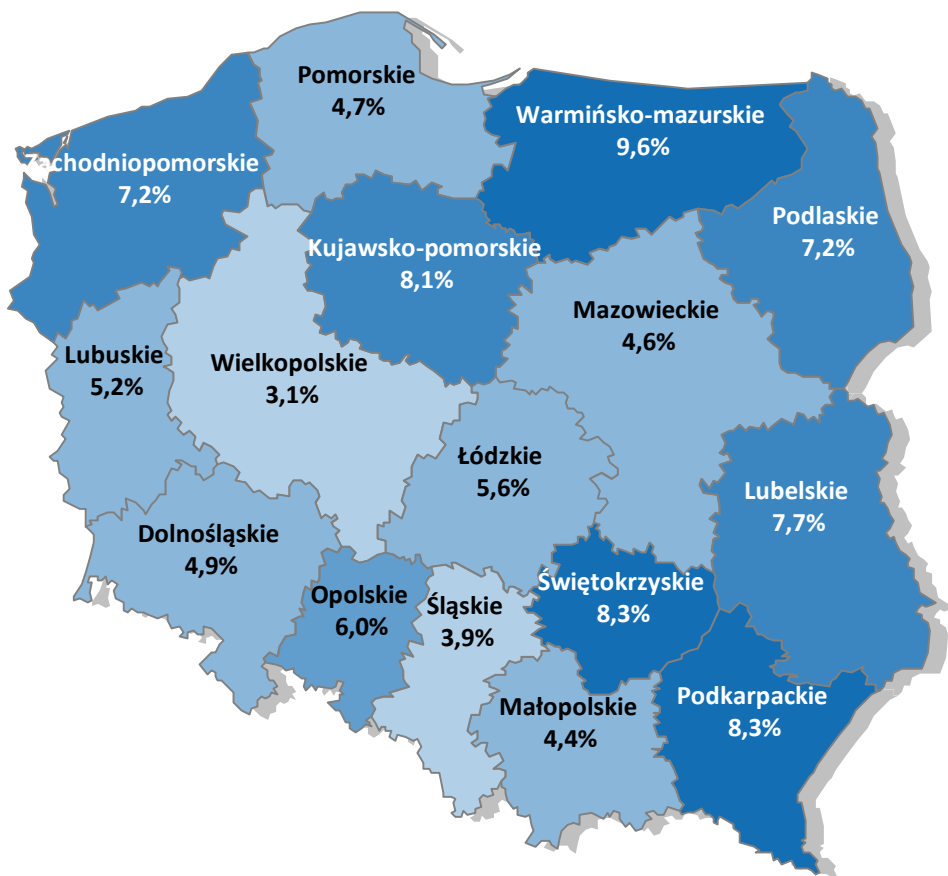 Pomorskie
4,7%
Warmińsko-mazurskie
9,6%
Zachodniopomorskie
7,2%
Podlaskie
7,2%
Kujawsko-pomorskie
8,1%
Mazowieckie
4,6%
Lubuskie
5,2%
Wielkopolskie
3,1%
Łódzkie
5,6%
Lubelskie
7,7%
Dolnośląskie
4,9%
Opolskie
6,0%
Śląskie
3,9%
Świętokrzyskie
8,3%
Małopolskie
4,4%
Podkarpackie
8,3%